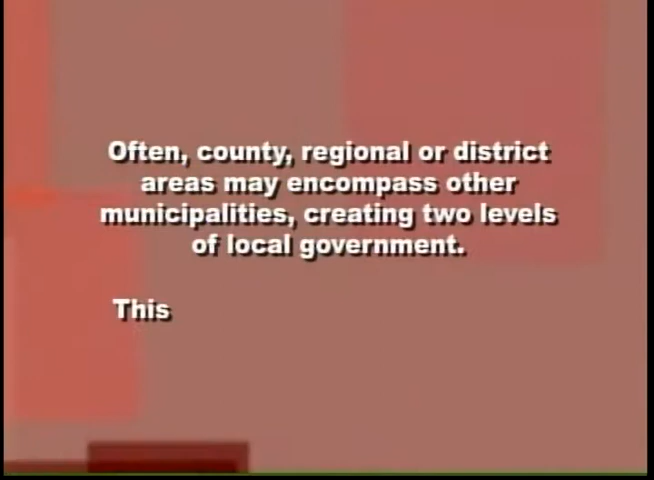 Often, county, regional or district
areas may encompass other
municipalities, creating two levels
of local government.
This